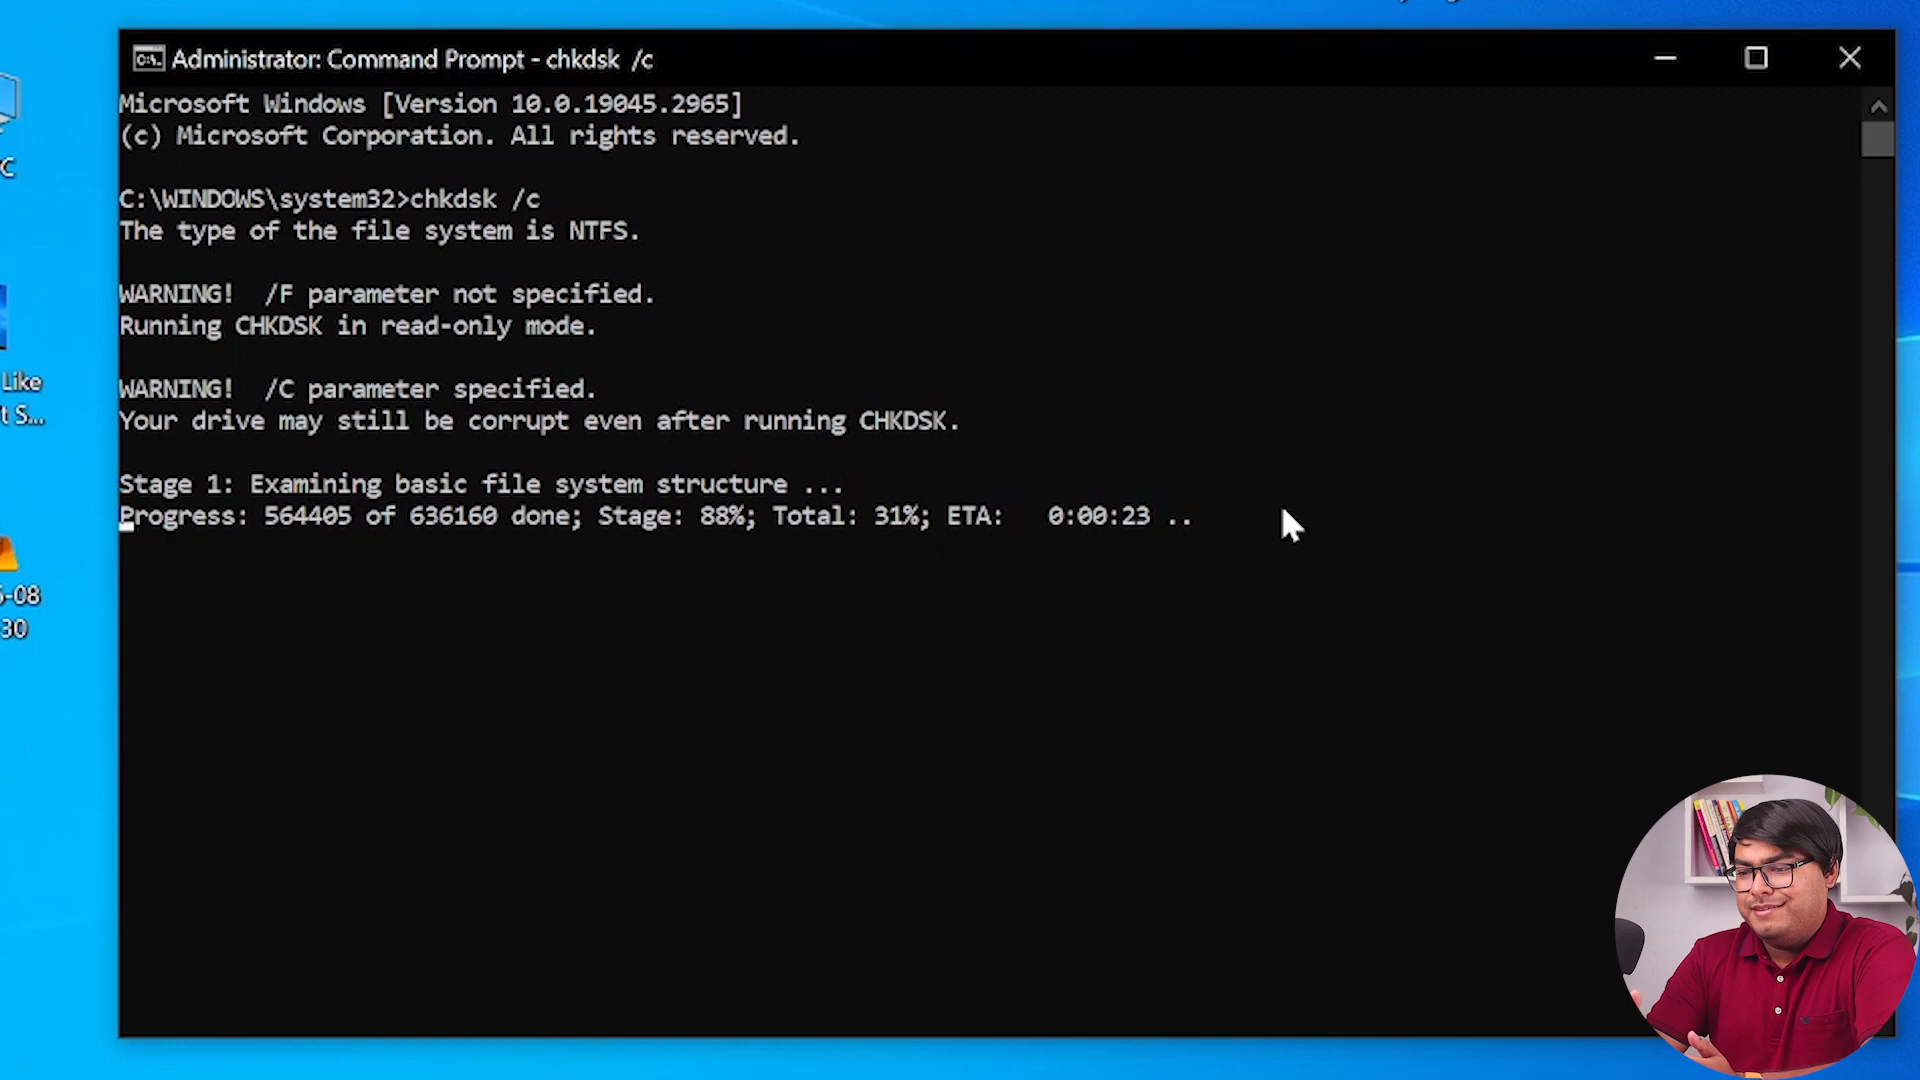 Administrator: Command Prompt - chkdsk /c
Microsoft Windows [Version 10.0.19045.2965]
(c) Microsoft Corporation. All rights reserved.
C:\WINDOWS\system32>chkdsk /c
The type of the file system is NTFS.
WARNING! /F parameter not specified.
Running CHKDSK in read-only mode.
WARNING! /C parameter specified.
Your drive may still be corrupt even after running CHKDSK.
Stage 1: Examining basic file system structure ...
Progress: 564405 of 636160 done; Stage: 88%; Total: 31%; ETA: 0:00:23 ..
C
Like
t S...
-08
30